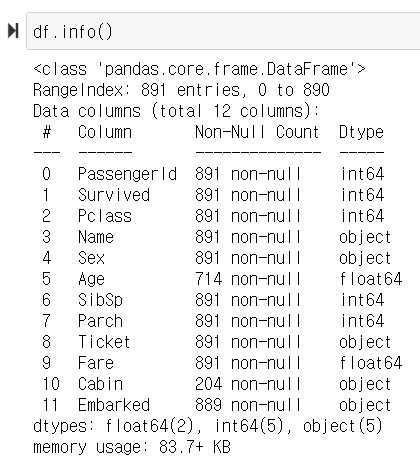 df.info()
<class 'pandas.core.frame.DataFrame'>
RangeIndex: 891 entries, 0 to 890
Data columns (total 12 columns):
 #   Column       Non-Null Count  Dtype
---  ------       --------------  -----
 0   PassengerId  891 non-null    int64
 1   Survived     891 non-null    int64
 2   Pclass       891 non-null    int64
 3   Name         891 non-null    object
 4   Sex          891 non-null    object
 5   Age          714 non-null    float64
 6   SibSp        891 non-null    int64
 7   Parch        891 non-null    int64
 8   Ticket       891 non-null    object
 9   Fare         891 non-null    float64
 10  Cabin        204 non-null    object
 11  Embarked     889 non-null    object
dtypes: float64(2), int64(5), object(5)
memory usage: 83.7+ KB